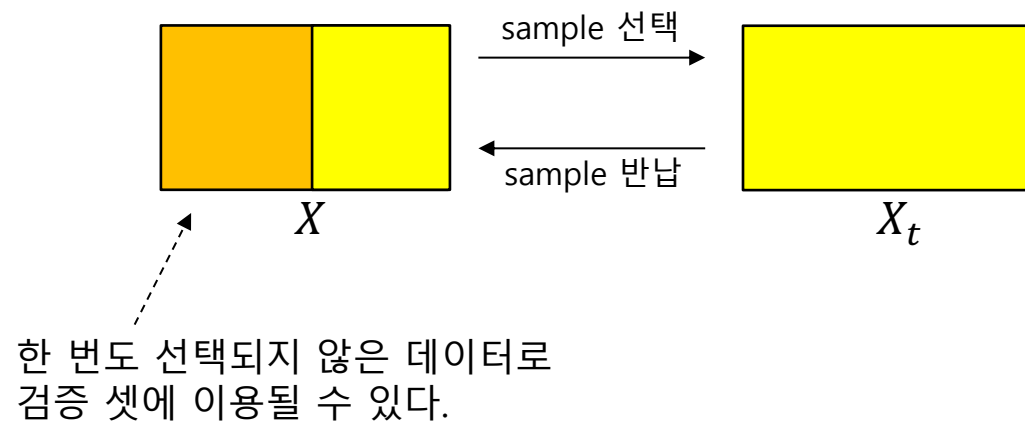 sample 선택
sample 반납
X
X_t
한 번도 선택되지 않은 데이터로
검증 셋에 이용될 수 있다.